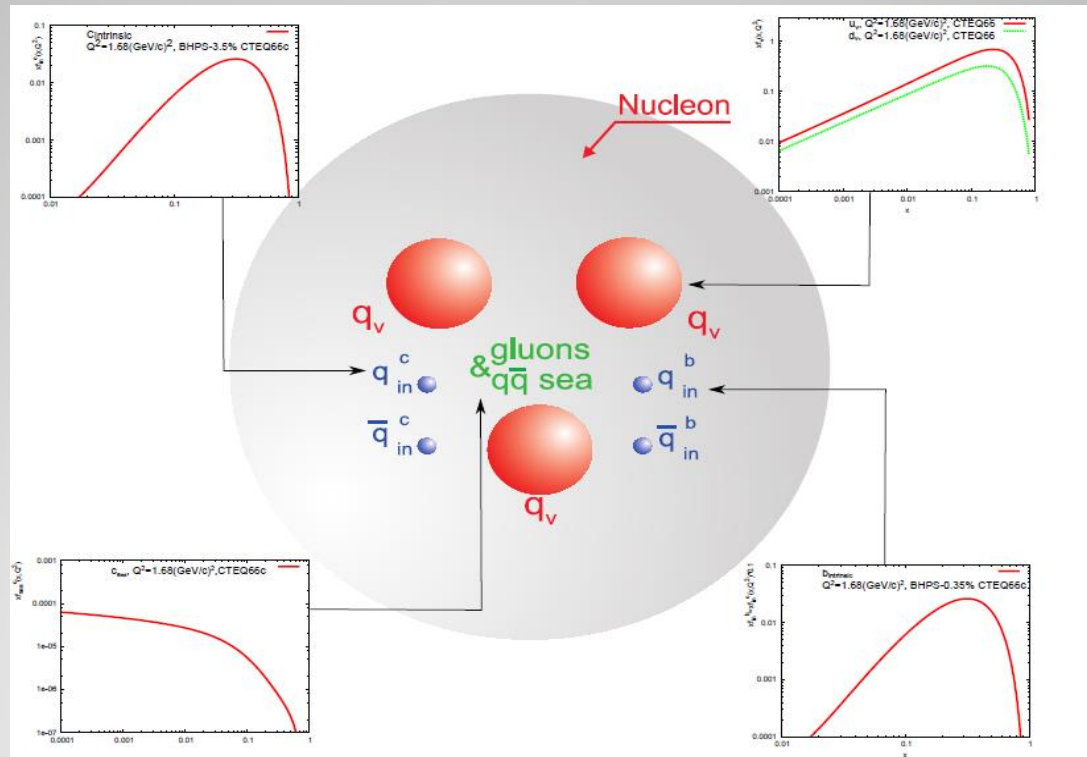 0.1
0.01
0.001
0.0001
0.01
0.1
1
C_intrinsic
Q²=1.68(GeV/c)², BHPS-3.5% CTEQ66c
u_v, Q²=1.68(GeV/c)², CTEQ66
d_v, Q²=1.68(GeV/c)², CTEQ66
1
0.1
0.01
0.001
0.0001
0.001
0.01
0.1
1
x
Nucleon
q_v
q_v
gluons
& qq̄ sea
q_in^c
q_in^b
q̄_in^c
q̄_in^b
q_v
0.001
0.0001
1e-05
1e-06
1e-07
0.0001
0.001
0.01
0.1
1
Q²=1.68(GeV/c)²,CTEQ66c
b_intrinsic
Q²=1.68(GeV/c)², BHPS-0.35% CTEQ66c
0.1
0.01
0.001
0.0001
0.01
0.1
1
x